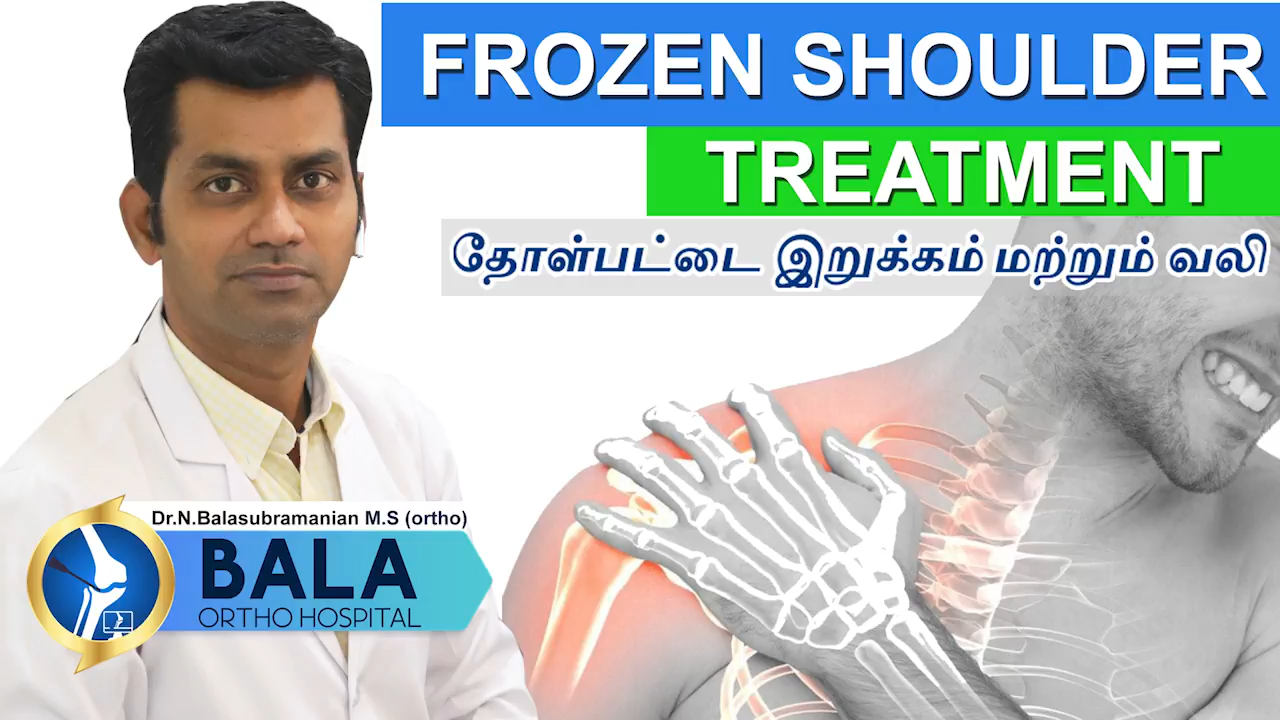 FROZEN SHOULDER
TREATMENT
தோள்பட்டை இறுக்கம் மற்றும் வலி
Dr.N.Balasubramanian M.S (ortho)
BALA
ORTHO HOSPITAL